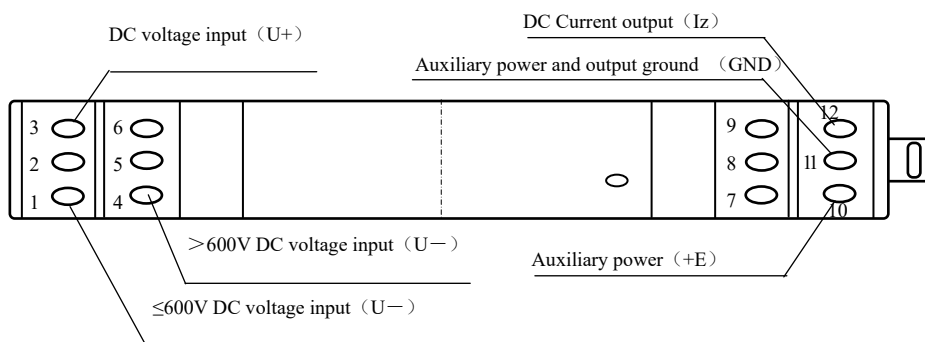 DC Current output（Iz）
DC voltage input（U+）
Auxiliary power and output ground （GND）
3 6 9 12
2 5 8 11
1 4 7 10
＞600V DC voltage input（U－）
Auxiliary power（+E）
≤600V DC voltage input（U－）